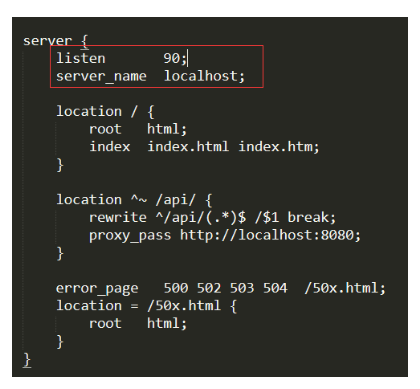 server {
    listen       90;
    server_name  localhost;

    location / {
        root   html;
        index  index.html index.htm;
    }

    location ^~ /api/ {
        rewrite ^/api/(.*)$ /$1 break;
        proxy_pass http://localhost:8080;
    }

    error_page   500 502 503 504  /50x.html;
    location = /50x.html {
        root   html;
    }
}